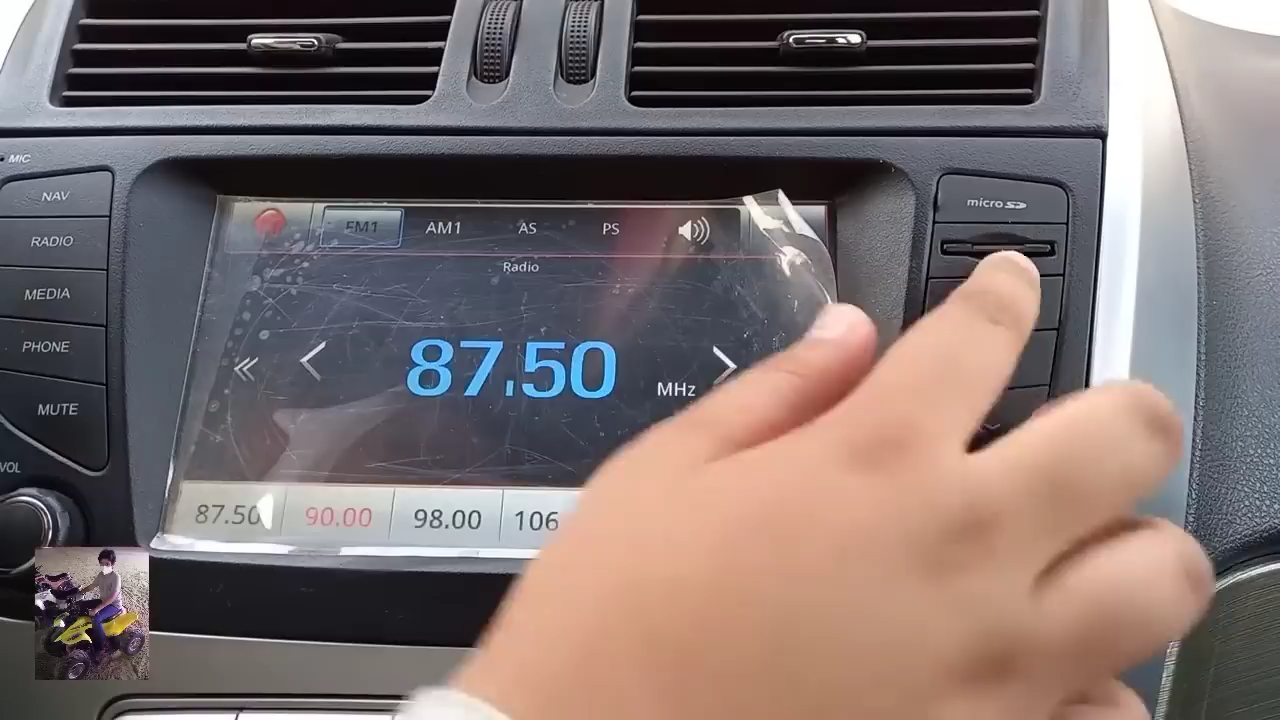 MIC
NAV
RADIO
MEDIA
PHONE
MUTE
VOL
FM1 AM1 AS PS
Radio
87.50
MHz
87.50 90.00 98.00 106
micro SD